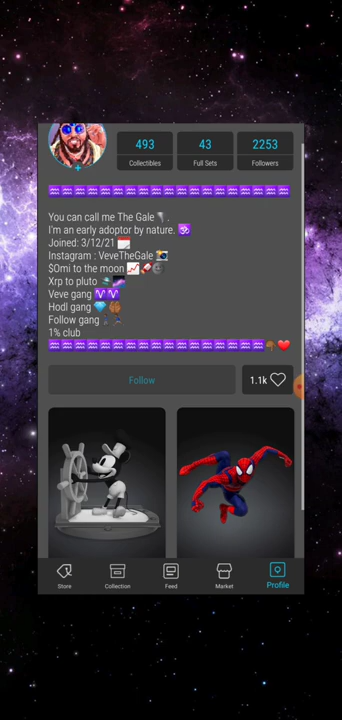 493 43 2253
Collectibles Full Sets Followers
You can call me The Gale🌪️.
I'm an early adoptor by nature. 🕉️
Joined: 3/12/21 📅
Instagram : VeveTheGale 📸
$Omi to the moon 📈🚀🌚
Xrp to pluto 🛸🌌
Veve gang ♈♈
Hodl gang 💎
Follow gang
1% club
Follow 1.1k
Store Collection Feed Market Profile